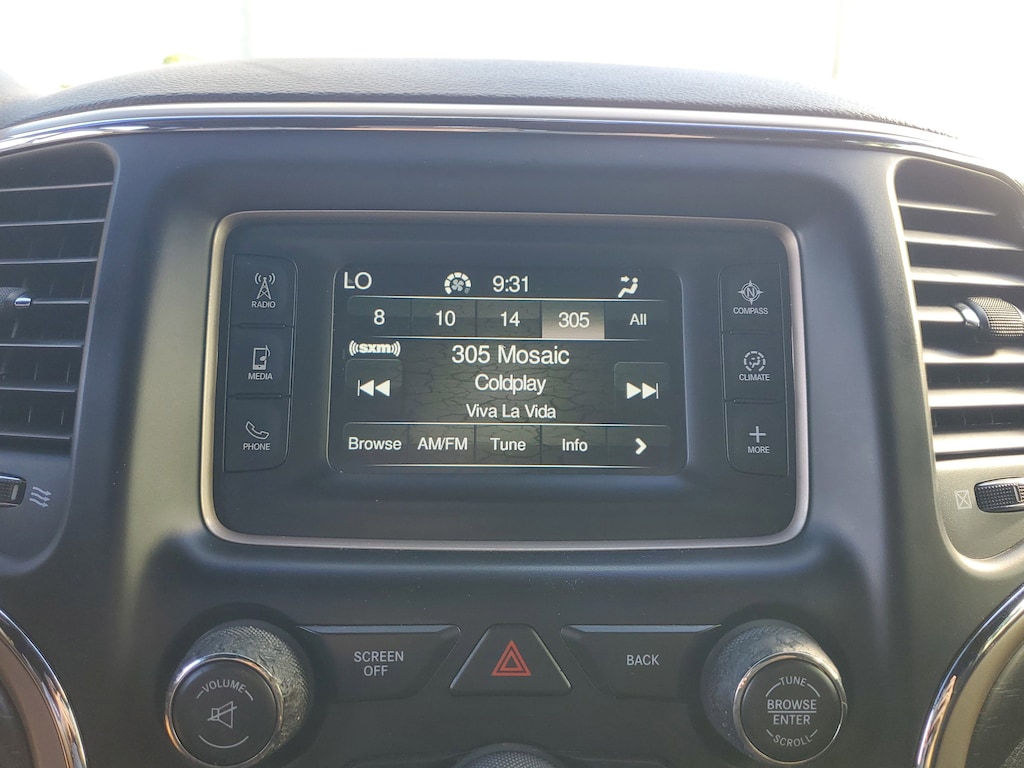 LO 9:31
8 10 14 305 All
sxm
305 Mosaic
Coldplay
Viva La Vida
Browse AM/FM Tune Info
RADIO
MEDIA
PHONE
N
COMPASS
CLIMATE
MORE
VOLUME
SCREEN
OFF
BACK
TUNE
BROWSE
ENTER
SCROLL